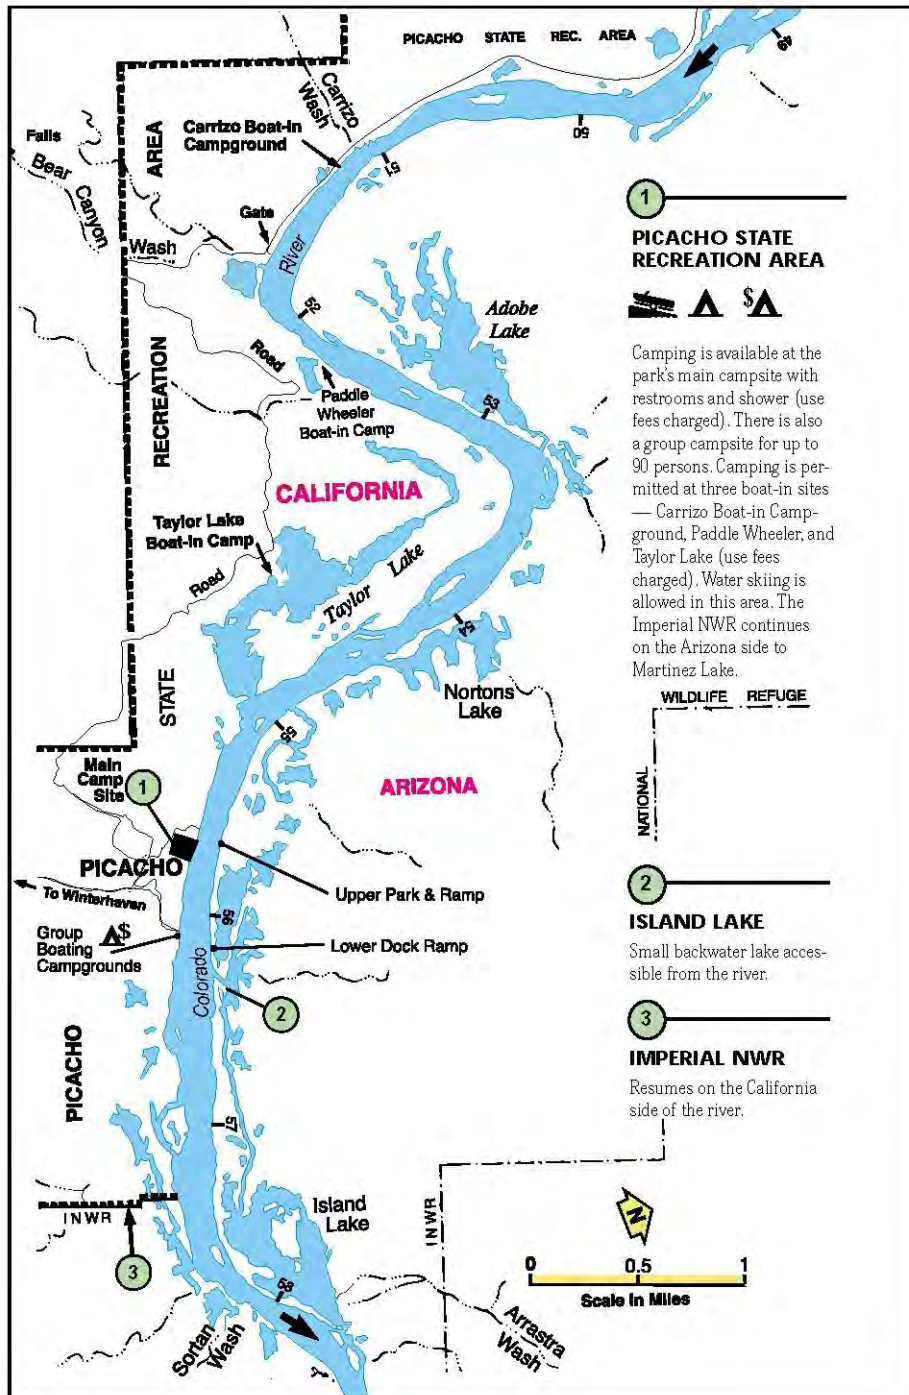 PICACHO STATE REC. AREA
49
50
51
Carrizo
Wash
Carrizo Boat-in
Campground
Falls
Bear Canyon
Wash
Gate
River
52
AREA
Adobe
Lake
Road
Paddle
Wheeler
Boat-in Camp
53
RECREATION
CALIFORNIA
Taylor Lake
Boat-in Camp
Taylor Lake
Road
54
Nortons
Lake
STATE
55
Main
Camp
Site
1
ARIZONA
PICACHO
To Winterhaven
Upper Park & Ramp
56
Group
Boating
Campgrounds
$
Lower Dock Ramp
Colorado
2
PICACHO
57
INWR
3
Island
Lake
58
Sortan
Wash
Arrastra
Wash
INWR
1
PICACHO STATE
RECREATION AREA
$
Camping is available at the
park's main campsite with
restrooms and shower (use
fees charged). There is also
a group campsite for up to
90 persons. Camping is per-
mitted at three boat-in sites
— Carrizo Boat-in Camp-
ground, Paddle Wheeler, and
Taylor Lake (use fees
charged). Water skiing is
allowed in this area. The
Imperial NWR continues
on the Arizona side to
Martinez Lake.
WILDLIFE REFUGE
NATIONAL
2
ISLAND LAKE
Small backwater lake acces-
sible from the river.
3
IMPERIAL NWR
Resumes on the California
side of the river.
N
0 0.5 1
Scale In Miles